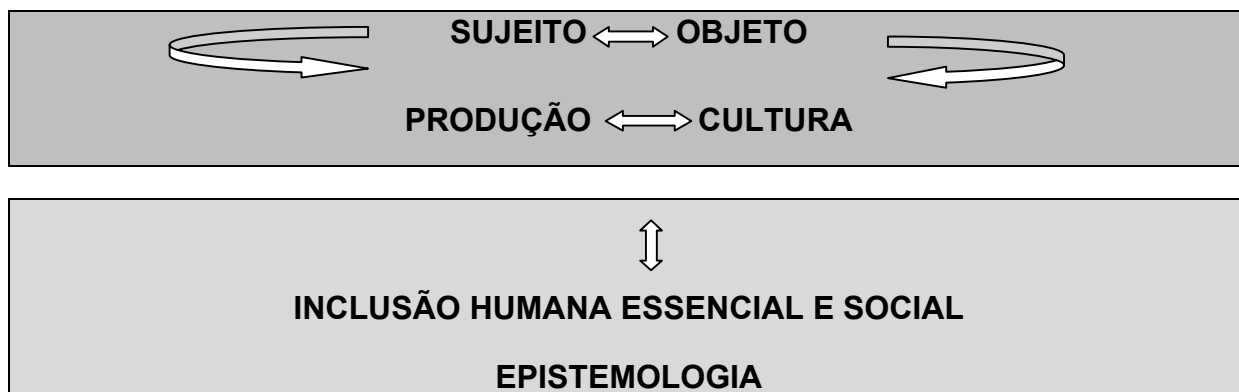 SUJEITO OBJETO
PRODUÇÃO CULTURA
INCLUSÃO HUMANA ESSENCIAL E SOCIAL
EPISTEMOLOGIA